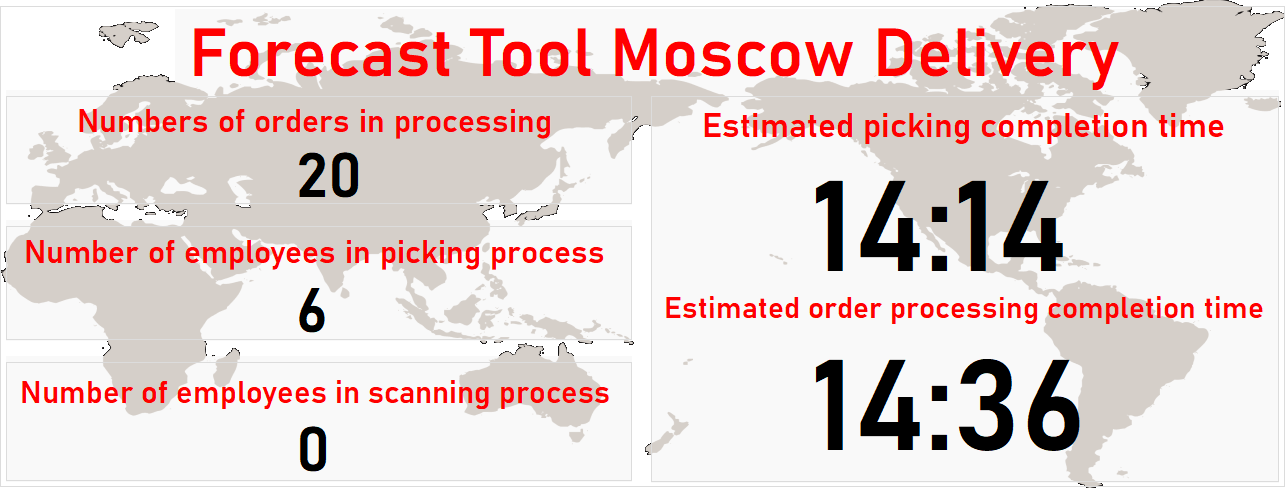 Forecast Tool Moscow Delivery
Numbers of orders in processing
20
Number of employees in picking process
6
Number of employees in scanning process
0
Estimated picking completion time
14:14
Estimated order processing completion time
14:36